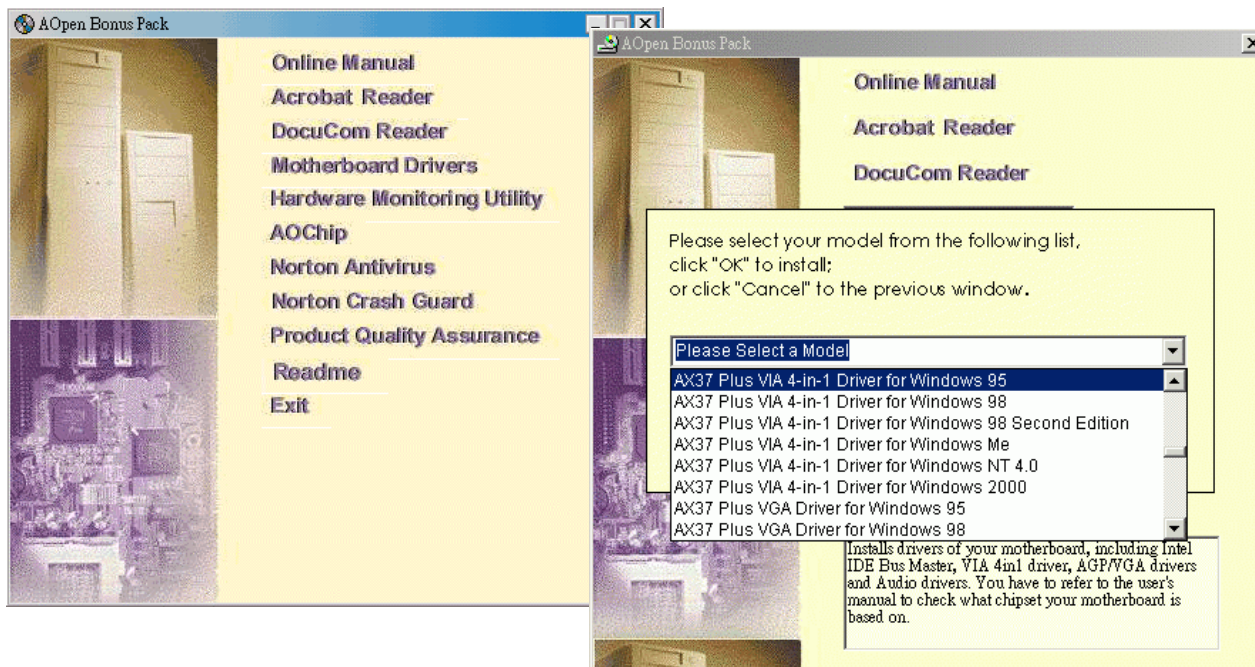 AOpen Bonus Pack
Online Manual
Acrobat Reader
DocuCom Reader
Motherboard Drivers
Hardware Monitoring Utility
AOChip
Norton Antivirus
Norton Crash Guard
Product Quality Assurance
Readme
Exit
AOpen Bonus Pack
Online Manual
Acrobat Reader
DocuCom Reader
Please select your model from the following list,
click "OK" to install;
or click "Cancel" to the previous window.
Please Select a Model
AX37 Plus VIA 4-in-1 Driver for Windows 95
AX37 Plus VIA 4-in-1 Driver for Windows 98
AX37 Plus VIA 4-in-1 Driver for Windows 98 Second Edition
AX37 Plus VIA 4-in-1 Driver for Windows Me
AX37 Plus VIA 4-in-1 Driver for Windows NT 4.0
AX37 Plus VIA 4-in-1 Driver for Windows 2000
AX37 Plus VGA Driver for Windows 95
AX37 Plus VGA Driver for Windows 98
Installs drivers of your motherboard, including Intel
IDE Bus Master, VIA 4in1 driver, AGP/VGA drivers
and Audio drivers. You have to refer to the user's
manual to check what chipset your motherboard is
based on.